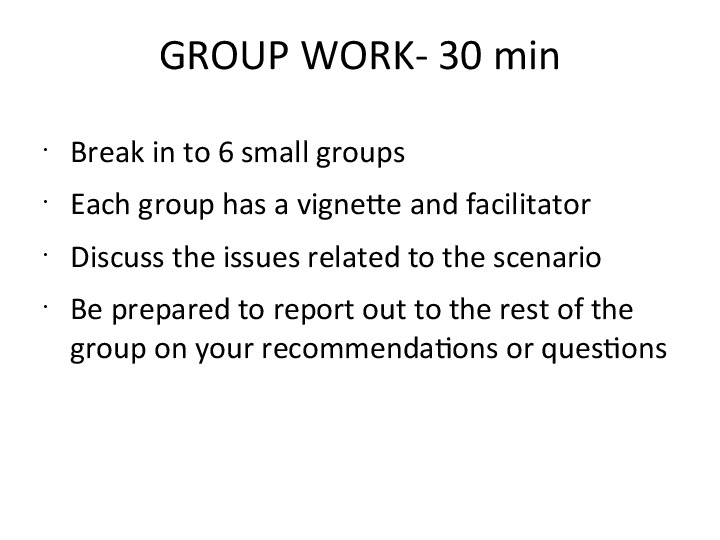 GROUP WORK- 30 min
· Break in to 6 small groups
· Each group has a vignette and facilitator
· Discuss the issues related to the scenario
· Be prepared to report out to the rest of the
group on your recommendations or questions